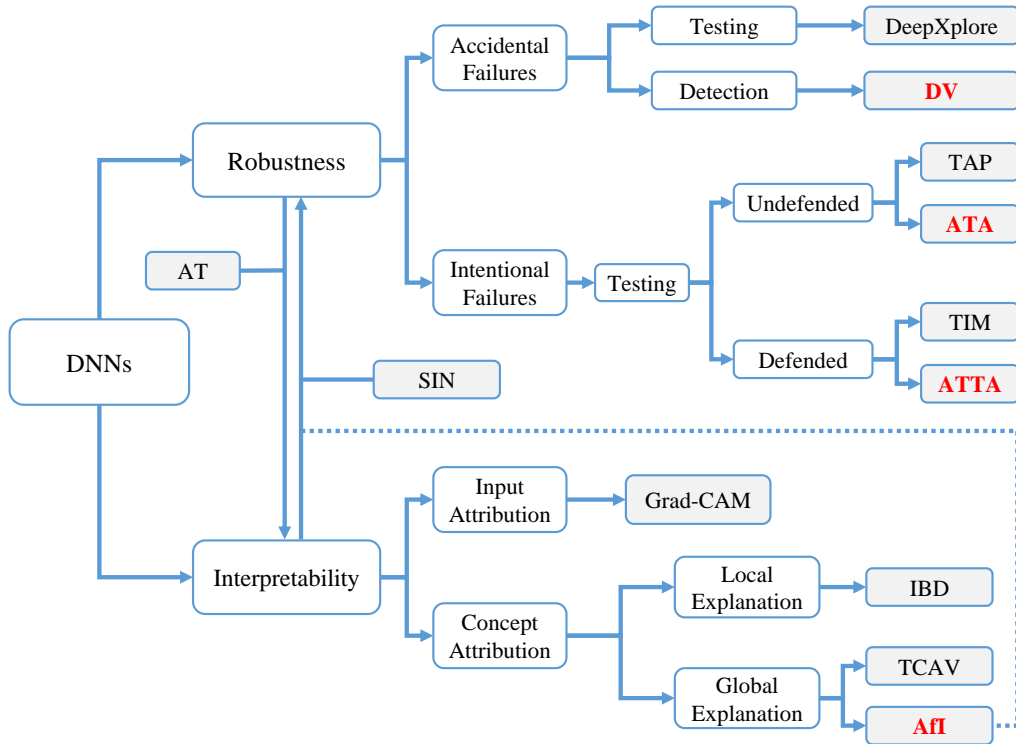 Testing
DeepXplore
Accidental
Failures
Detection
DV
Robustness
TAP
Undefended
ATA
AT
Intentional
Failures
Testing
TIM
DNNs
Defended
SIN
ATTA
Input
Attribution
Grad-CAM
Interpretability
Local
Explanation
IBD
Concept
Attribution
TCAV
Global
Explanation
AfI